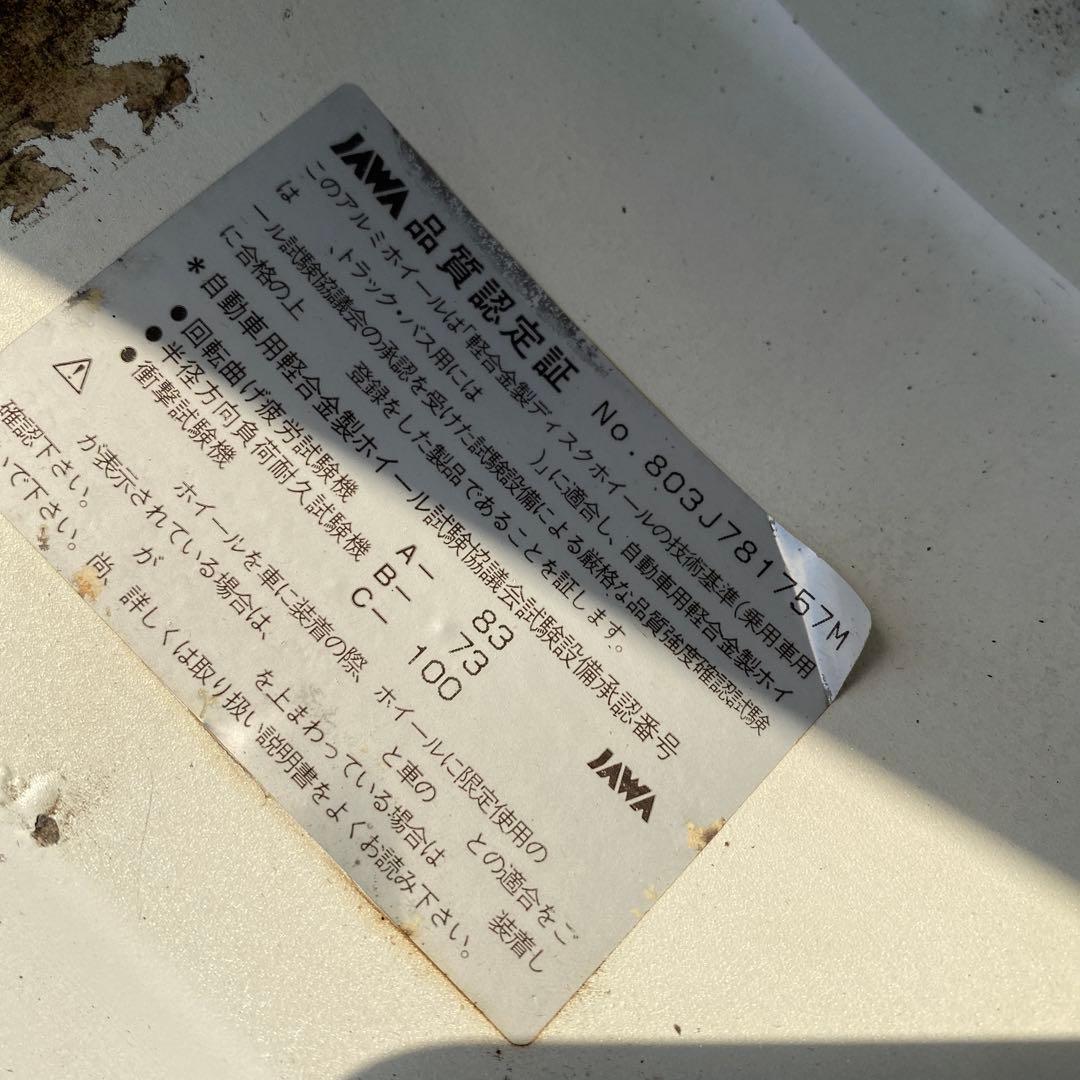 JAWA 品質認定証 No.803J781757M
このアルミホイールは「軽合金製ディスクホイールの技術基準(乗用車用
、トラック・バス用には )」に適合し、自動車用軽合金製ホイ
ール試験協議会の承認を受けた試験設備による厳格な品質強度確認試験
に合格の上 登録をした製品であることを証します。
は
*自動車用軽合金製ホイール試験協議会試験設備承認番号
●回転曲げ疲労試験機 A- 83
●半径方向負荷耐久試験機 B- 73
●衝撃試験機 C- 100
JAWA
⚠ ホイールを車に装着の際、ホイールに限定使用の
が表示されている場合は、 と車の との適合をご
確認下さい。 が を上まわっている場合は 装着し
いで下さい。尚、詳しくは取り扱い説明書をよくお読み下さい。